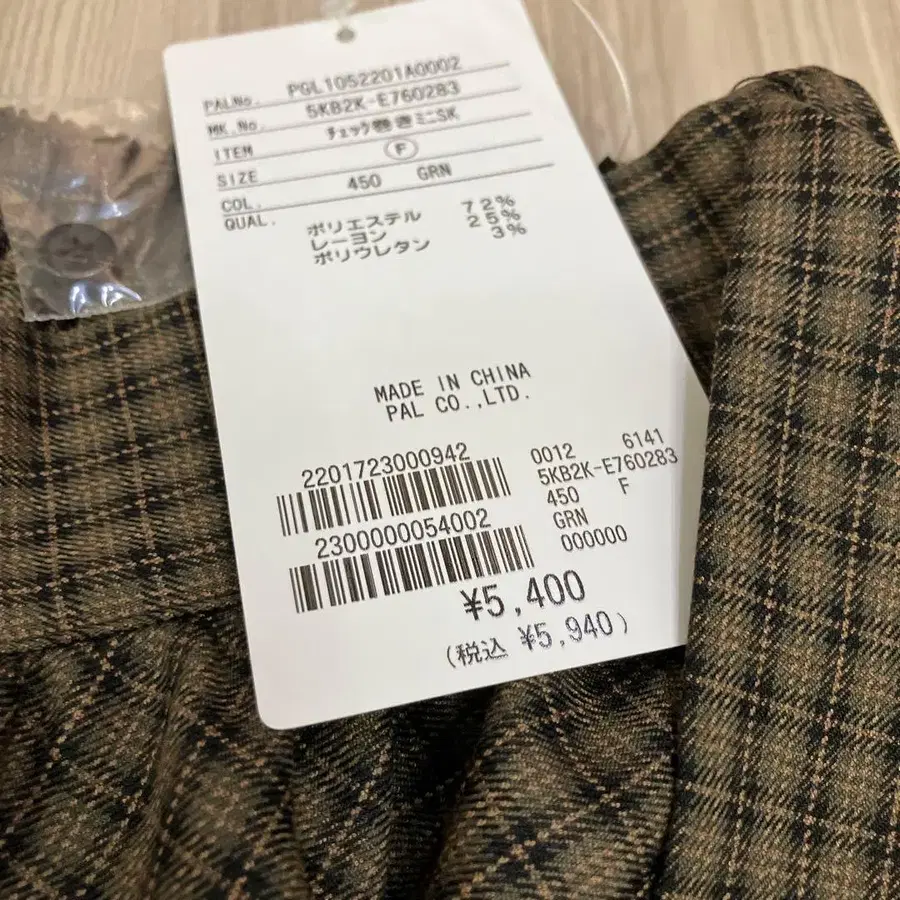 PALNo. PGL1052201A0002
MK.No. 5KB2K-E760283
ITEM ﾁｪｯｸ巻きミニSK
SIZE F
COL. 450 GRN
QUAL. ポリエステル 72%
レーヨン 25%
ポリウレタン 3%
MADE IN CHINA
PAL CO.,LTD.
2201723000942
2300000054002
0012 6141
5KB2K-E760283
450 F
GRN
000000
¥5,400
(税込 ¥5,940)